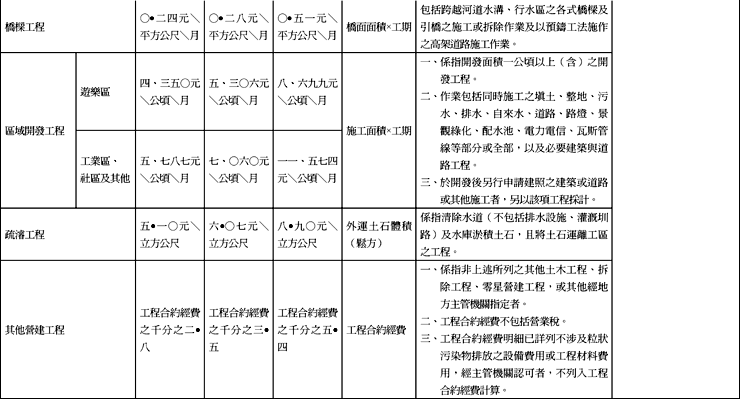 橋樑工程
○●二四元╲
平方公尺╲月
○●二八元╲
平方公尺╲月
○●五一元╲
平方公尺╲月
橋面面積×工期
包括跨越河道水溝、行水區之各式橋樑及
引橋之施工或拆除作業及以預鑄工法施作
之高架道路施工作業。
區域開發工程
遊樂區
四、三五○元
╲公頃╲月
五、三○六元
╲公頃╲月
八、六九九元
╲公頃╲月
工業區、
社區及其他
五、七八七元
╲公頃╲月
七、○六○元
╲公頃╲月
一一、五七四
元╲公頃╲月
施工面積×工期
一、係指開發面積一公頃以上（含）之開
發工程。
二、作業包括同時施工之填土、整地、污
水、排水、自來水、道路、路燈、景
觀綠化、配水池、電力電信、瓦斯管
線等部分或全部，以及必要建築與道
路工程。
三、於開發後另行申請建照之建築或道路
或其他施工者，另以該項工程採計。
疏濬工程
五●一○元╲
立方公尺
六●○七元╲
立方公尺
八●九○元╲
立方公尺
外運土石體積
（鬆方）
係指清除水道（不包括排水設施、灌溉圳
路）及水庫淤積土石，且將土石運離工區
之工程。
其他營建工程
工程合約經費
之千分之二●
八
工程合約經費
之千分之三●
五
工程合約經費
之千分之五●
四
工程合約經費
一、係指非上述所列之其他土木工程、拆
除工程、零星營建工程，或其他經地
方主管機關指定者。
二、工程合約經費不包括營業稅。
三、工程合約經費明細已詳列不涉及粒狀
污染物排放之設備費用或工程材料費
用，經主管機關認可者，不列入工程
合約經費計算。